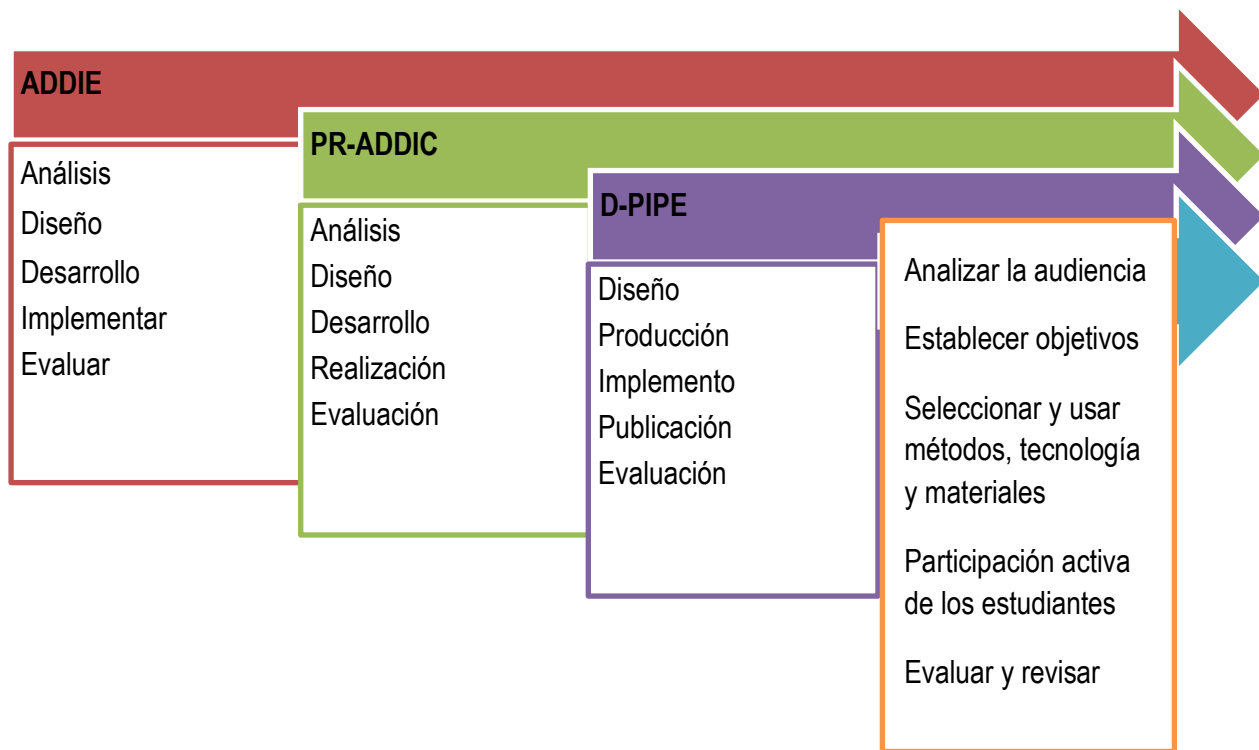 ADDIE
Análisis
Diseño
Desarrollo
Implementar
Evaluar
PR-ADDIC
Análisis
Diseño
Desarrollo
Realización
Evaluación
D-PIPE
Diseño
Producción
Implemento
Publicación
Evaluación
Analizar la audiencia
Establecer objetivos
Seleccionar y usar
métodos, tecnología
y materiales
Participación activa
de los estudiantes
Evaluar y revisar